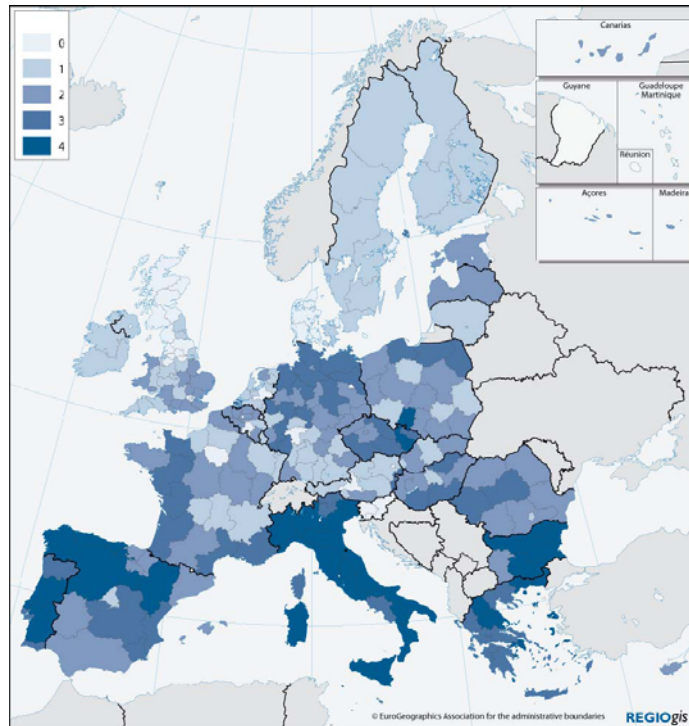 0
1
2
3
4
Canarias
Guyane
Guadeloupe
Martinique
Réunion
Açores
Madeira
© EuroGeographics Association for the administrative boundaries
REGIOgis